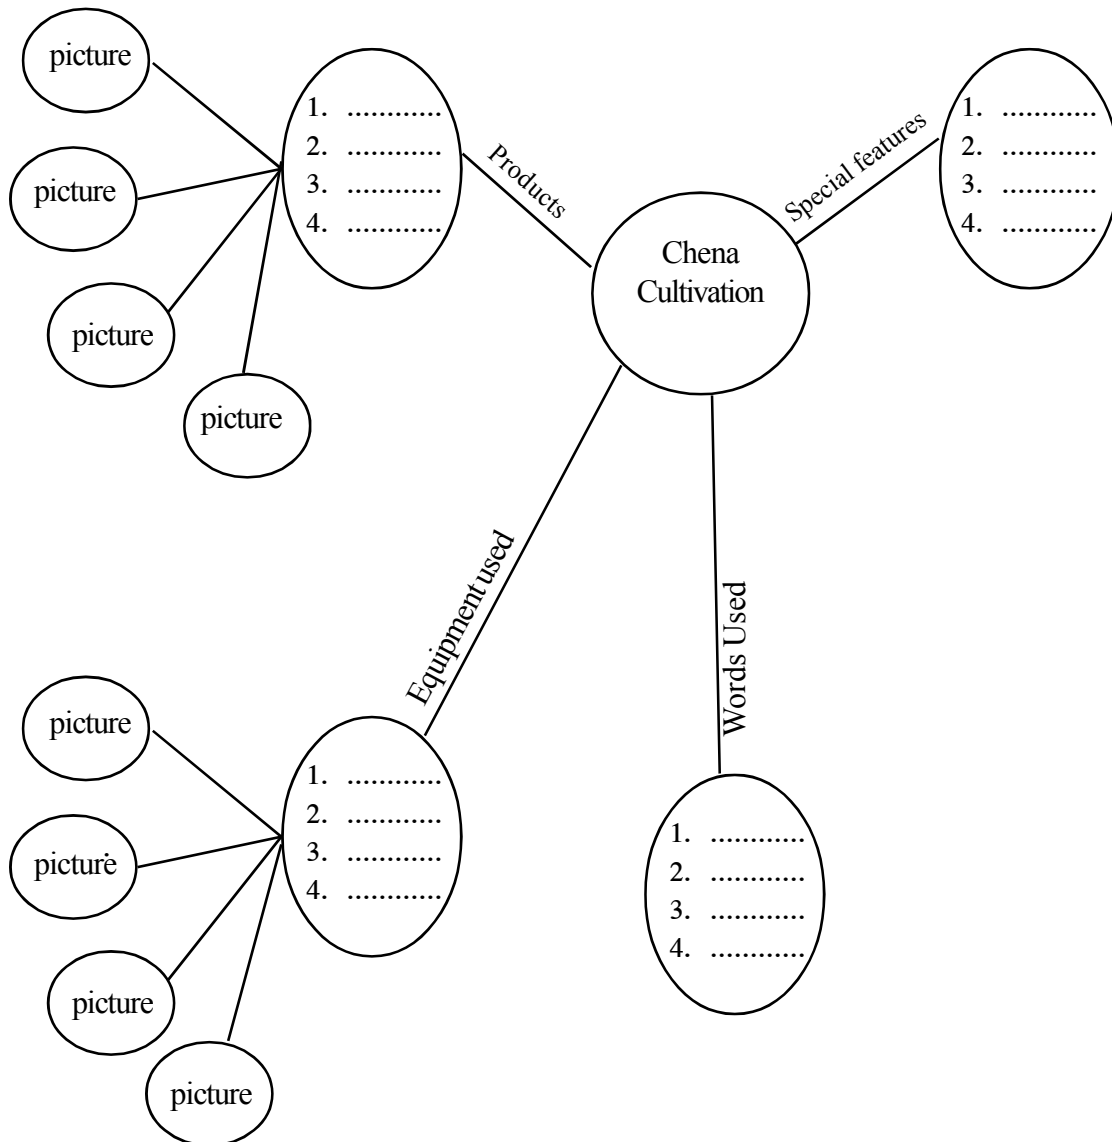 picture
picture
picture
picture
1. ............
2. ............
3. ............
4. ............
Products
Chena
Cultivation
Special features
1. ............
2. ............
3. ............
4. ............
Equipment used
1. ............
2. ............
3. ............
4. ............
picture
picture
picture
picture
Words Used
1. ............
2. ............
3. ............
4. ............